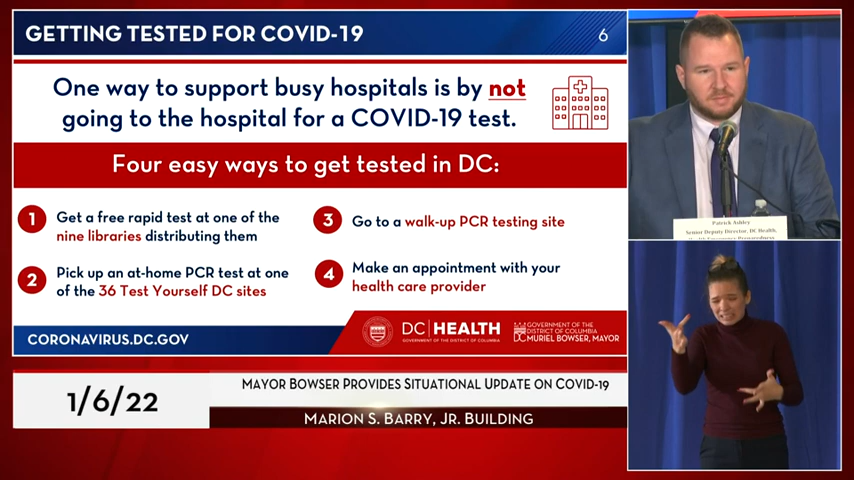 GETTING TESTED FOR COVID-19
6
One way to support busy hospitals is by not
going to the hospital for a COVID-19 test.
Four easy ways to get tested in DC:
1
Get a free rapid test at one of the
nine libraries distributing them
2
Pick up an at-home PCR test at one
of the 36 Test Yourself DC sites
3
Go to a walk-up PCR testing site
4
Make an appointment with your
health care provider
CORONAVIRUS.DC.GOV
DC HEALTH
GOVERNMENT OF THE DISTRICT OF COLUMBIA
GOVERNMENT OF THE
DISTRICT OF COLUMBIA
DC MURIEL BOWSER, MAYOR
1/6/22
MAYOR BOWSER PROVIDES SITUATIONAL UPDATE ON COVID-19
MARION S. BARRY, JR. BUILDING
Patrick Ashley
Senior Deputy Director, DC Health,